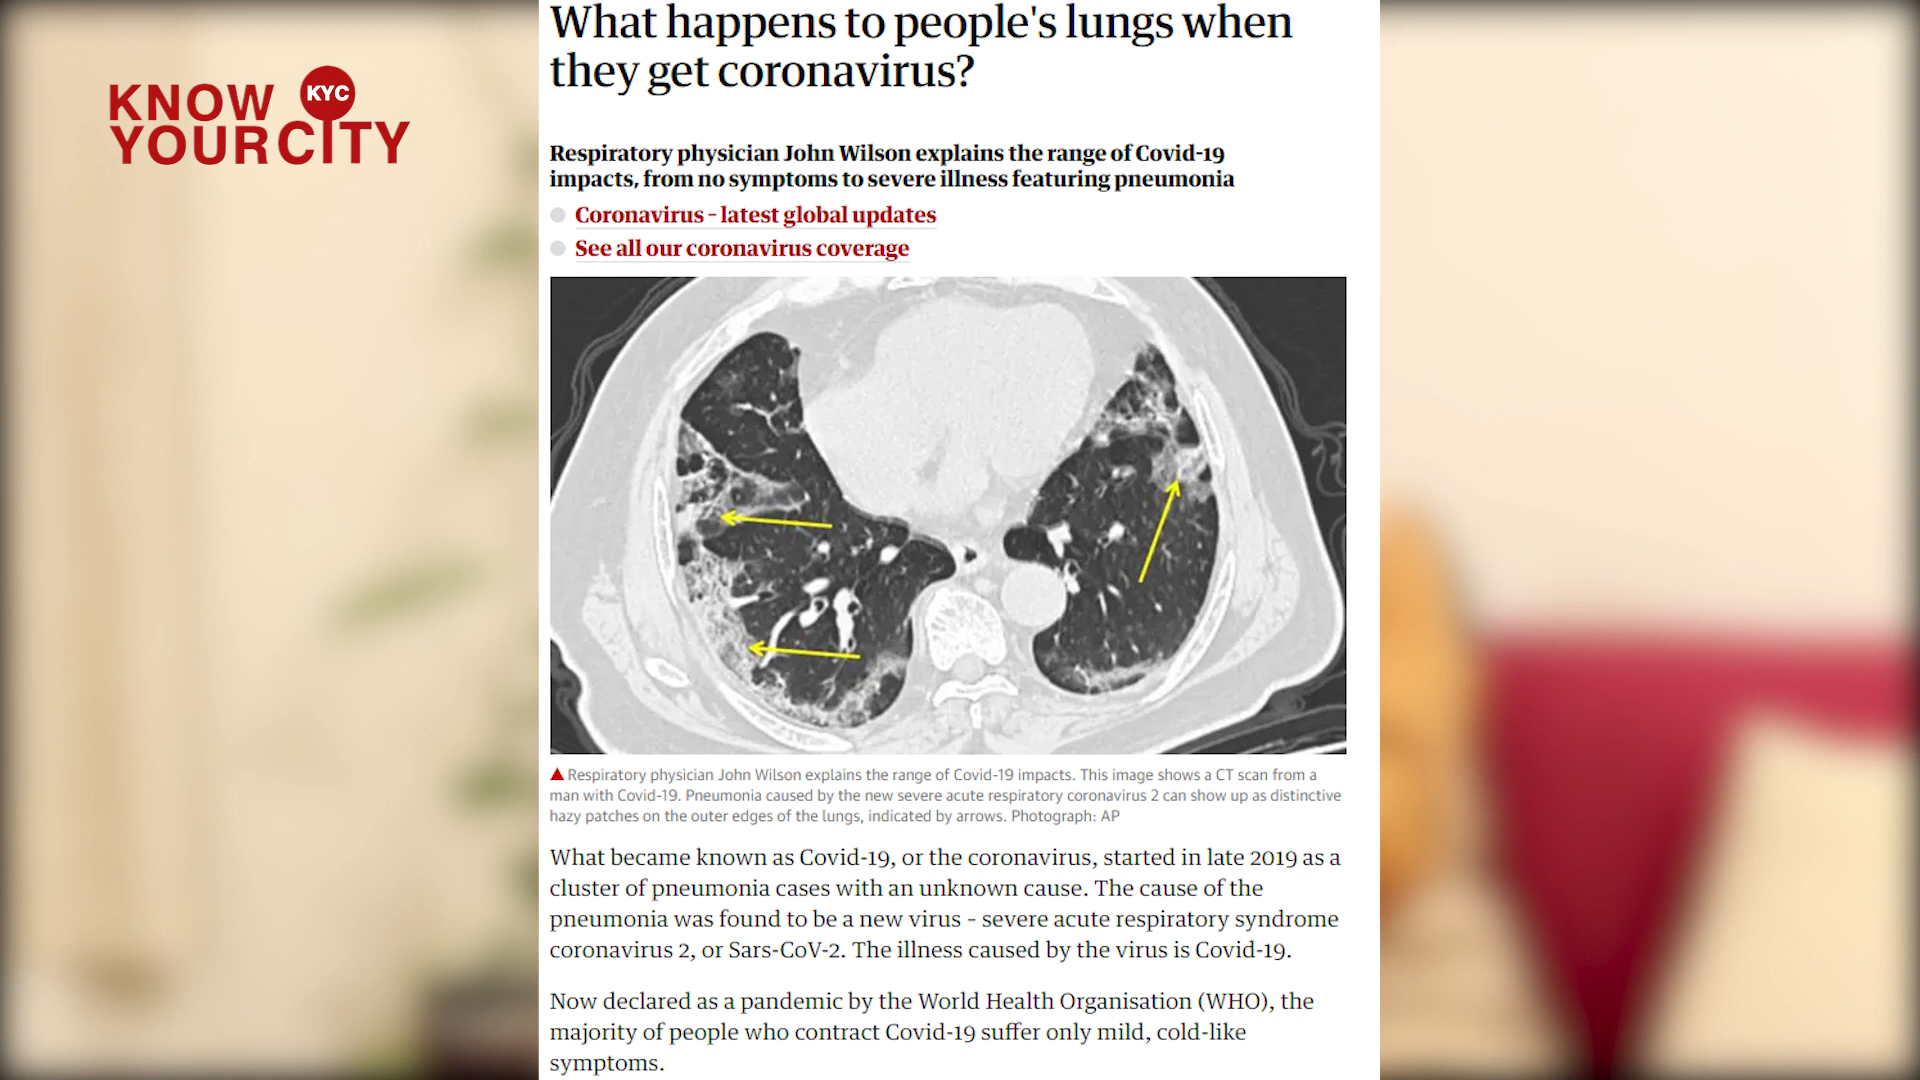 KNOW
KYC
YOUR CITY
What happens to people's lungs when
they get coronavirus?
Respiratory physician John Wilson explains the range of Covid-19
impacts, from no symptoms to severe illness featuring pneumonia
Coronavirus – latest global updates
See all our coronavirus coverage
Respiratory physician John Wilson explains the range of Covid-19 impacts. This image shows a CT scan from a
man with Covid-19. Pneumonia caused by the new severe acute respiratory coronavirus 2 can show up as distinctive
hazy patches on the outer edges of the lungs, indicated by arrows. Photograph: AP
What became known as Covid-19, or the coronavirus, started in late 2019 as a
cluster of pneumonia cases with an unknown cause. The cause of the
pneumonia was found to be a new virus – severe acute respiratory syndrome
coronavirus 2, or Sars-CoV-2. The illness caused by the virus is Covid-19.
Now declared as a pandemic by the World Health Organisation (WHO), the
majority of people who contract Covid-19 suffer only mild, cold-like
symptoms.